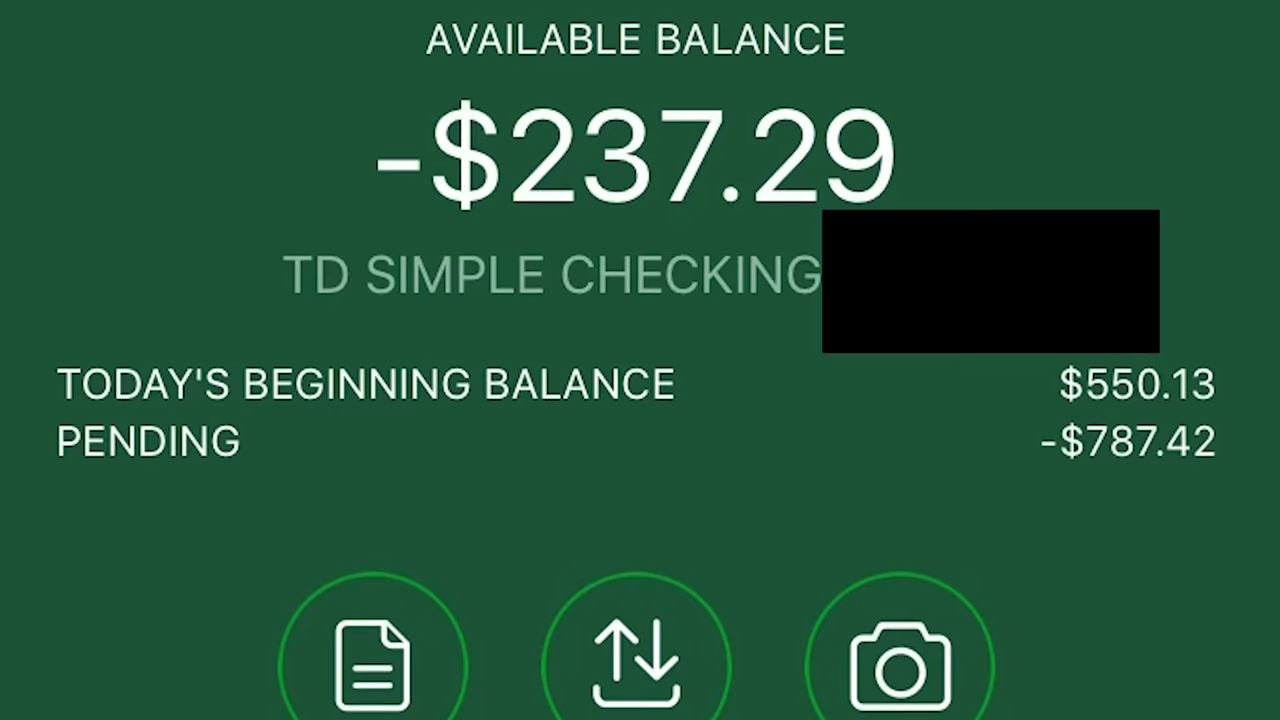 AVAILABLE BALANCE
-$237.29
TD SIMPLE CHECKING
TODAY'S BEGINNING BALANCE $550.13
PENDING -$787.42